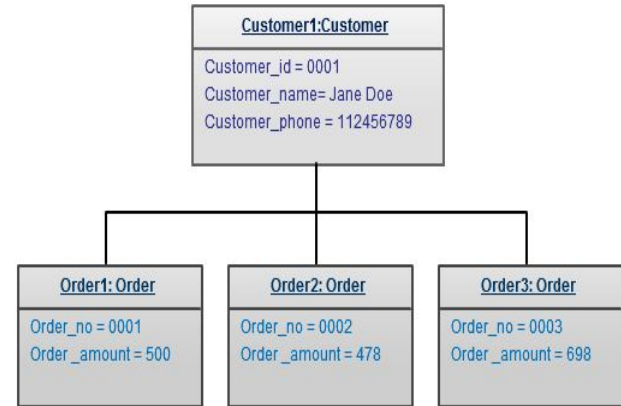 Customer1:Customer
Customer_id = 0001
Customer_name= Jane Doe
Customer_phone = 112456789
Order1: Order
Order_no = 0001
Order _amount = 500
Order2: Order
Order_no = 0002
Order _amount = 478
Order3: Order
Order_no = 0003
Order _amount = 698